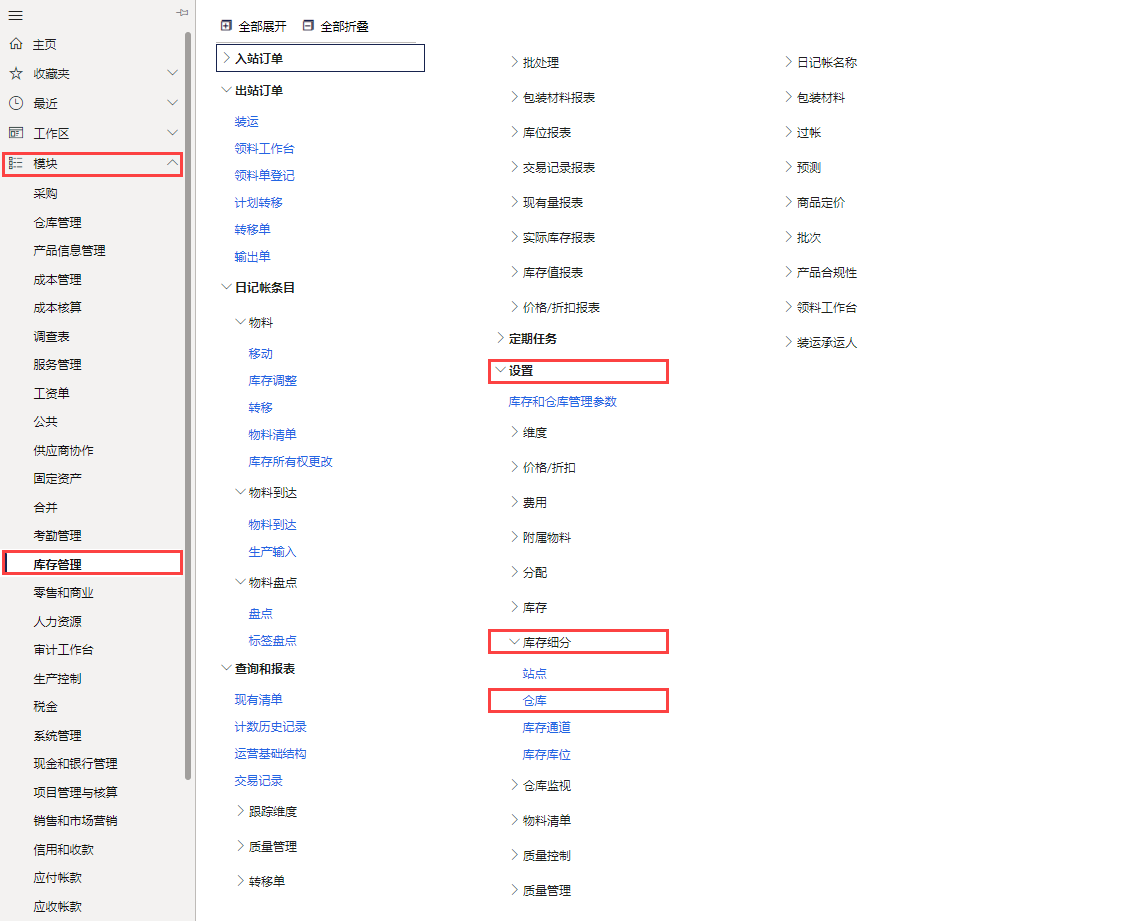 主页
收藏夹
最近
工作区
模块
采购
仓库管理
产品信息管理
成本管理
成本核算
调查表
服务管理
工资单
公共
供应商协作
固定资产
合并
考勤管理
库存管理
零售和商业
人力资源
审计工作台
生产控制
税金
系统管理
现金和银行管理
项目管理与核算
销售和市场营销
信用和收款
应付帐款
应收帐款
全部展开 全部折叠
入站订单
出站订单
装运
领料工作台
领料单登记
计划转移
转移单
输出单
日记帐条目
物料
移动
库存调整
转移
物料清单
库存所有权更改
物料到达
物料到达
生产输入
物料盘点
盘点
标签盘点
查询和报表
现有清单
计数历史记录
运营基础结构
交易记录
跟踪维度
质量管理
转移单
批处理
包装材料报表
库位报表
交易记录报表
现有量报表
实际库存报表
库存值报表
价格/折扣报表
定期任务
设置
库存和仓库管理参数
维度
价格/折扣
费用
附属物料
分配
库存
库存细分
站点
仓库
库存通道
库存库位
仓库监视
物料清单
质量控制
质量管理
日记帐名称
包装材料
过帐
预测
商品定价
批次
产品合规性
领料工作台
装运承运人